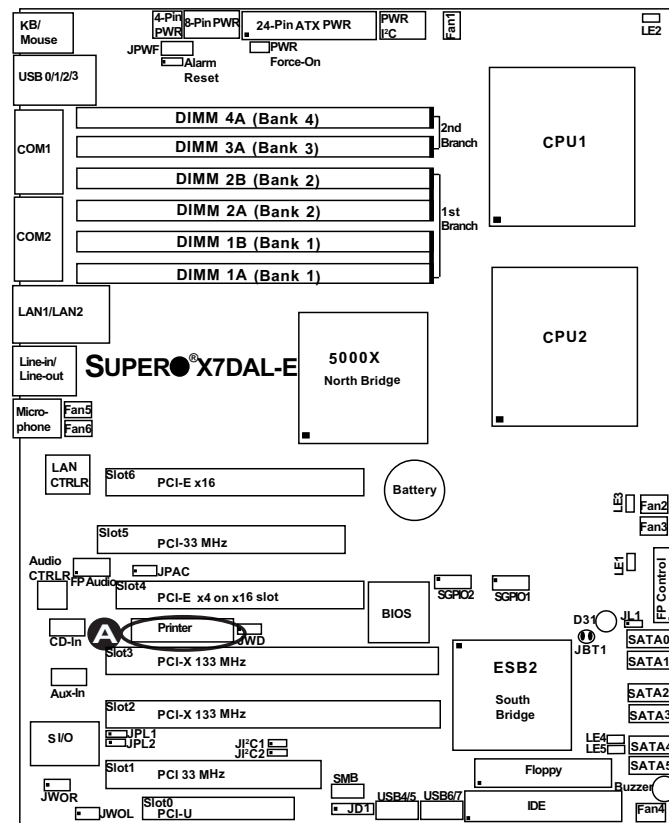 KB/
Mouse
4-Pin
PWR
8-Pin PWR
24-Pin ATX PWR
PWR
I²C
Fan1
LE2
JPWF
Alarm
Reset
PWR
Force-On
USB 0/1/2/3
COM1
COM2
DIMM 4A (Bank 4)
DIMM 3A (Bank 3)
DIMM 2B (Bank 2)
DIMM 2A (Bank 2)
DIMM 1B (Bank 1)
DIMM 1A (Bank 1)
2nd
Branch
1st
Branch
CPU1
CPU2
LAN1/LAN2
Line-in/
Line-out
SUPER●®X7DAL-E
5000X
North Bridge
Micro-
phone
Fan5
Fan6
LAN
CTRLR
Slot6
PCI-E x16
Battery
LE3
Fan2
Fan3
Slot5
PCI-33 MHz
Audio
CTRLR
FP Audio
JPAC
LE1
FP Control
Slot4
PCI-E x4 on x16 slot
BIOS
SGPIO2
SGPIO1
A
Printer
CD-In
JWD
D31
JL1
JBT1
SATA0
SATA1
SATA2
SATA3
SATA4
SATA5
Slot3
PCI-X 133 MHz
ESB2
South
Bridge
Aux-In
Slot2
PCI-X 133 MHz
S I/O
JPL1
JPL2
JI²C1
JI²C2
LE4
LE5
Slot1
PCI 33 MHz
SMB
Floppy
Buzzer
JWOR
JWOL
Slot0
PCI-U
JD1
USB4/5
USB6/7
IDE
Fan4